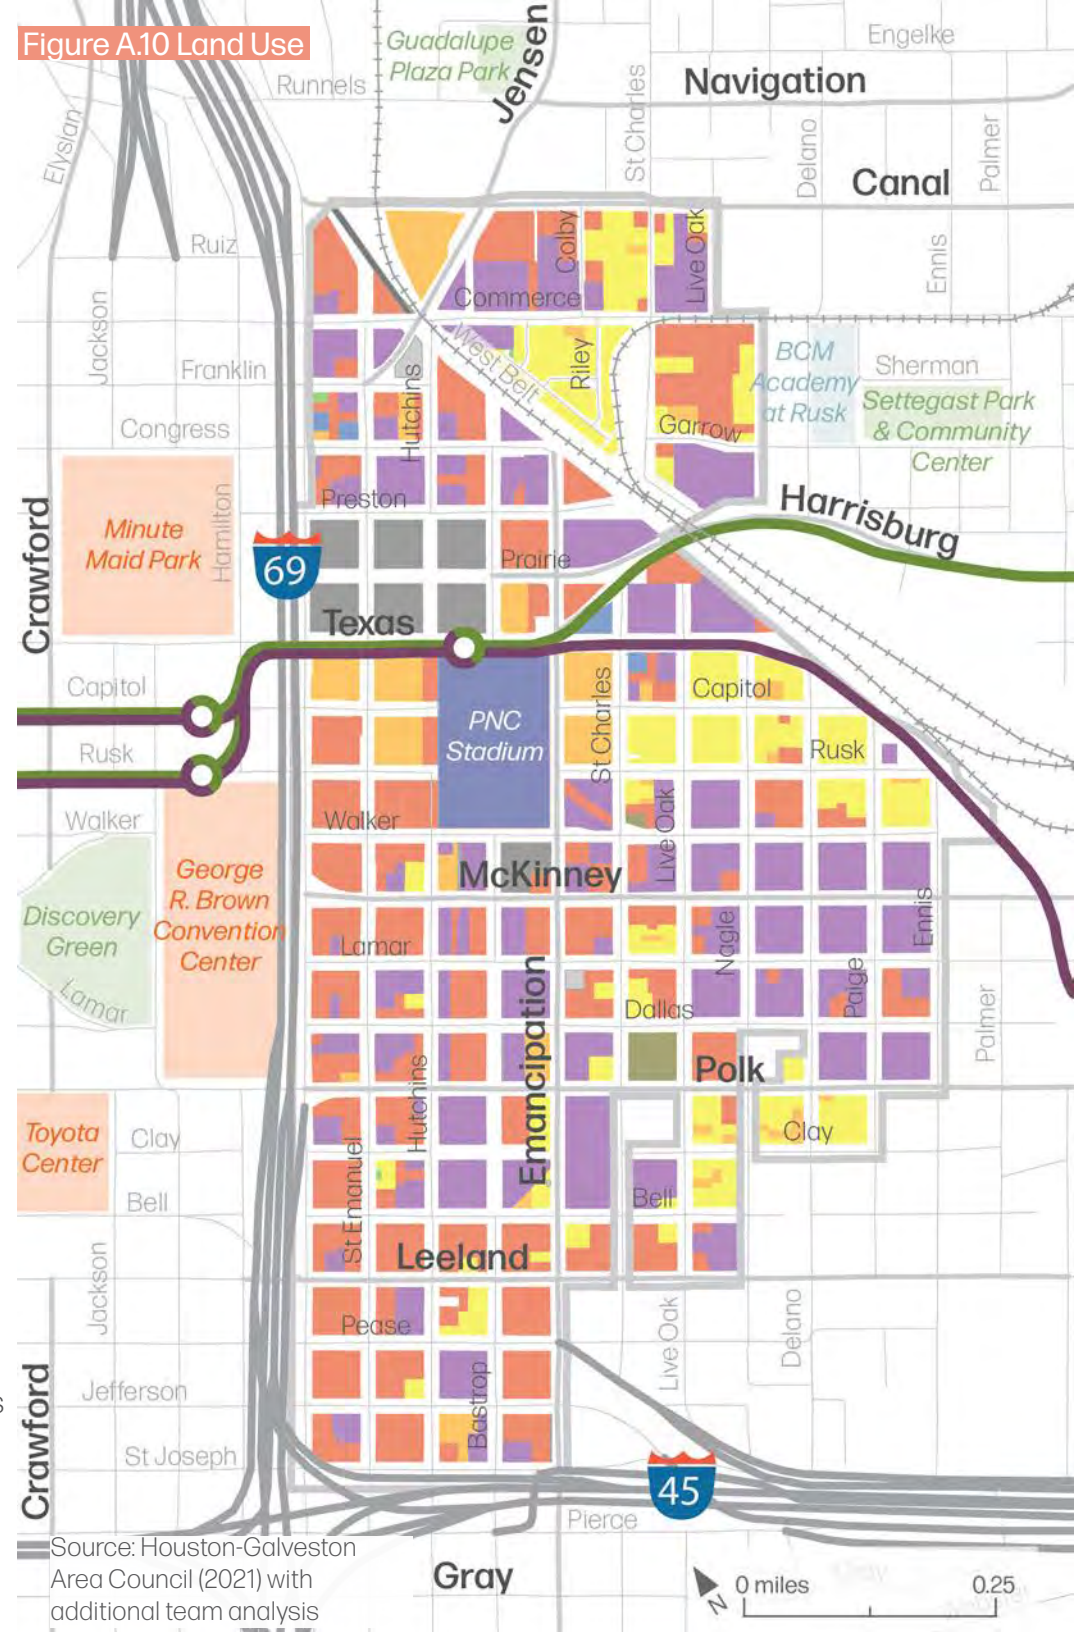 Figure A.10 Land Use
Guadalupe
Plaza Park
Jensen
Engelke
Runnels
Navigation
St Charles
Elysian
Delano
Palmer
Canal
Ruiz
Colby
Live Oak
Ennis
Commerce
Jackson
Franklin
West Belt
Riley
BCM
Academy
at Rusk
Sherman
Settegast Park
& Community
Center
Hutchins
Congress
Garrow
Preston
Harrisburg
Crawford
Minute
Maid Park
Hamilton
69
Prairie
Texas
Capitol
St Charles
Capitol
PNC
Stadium
Rusk
Rusk
Walker
Walker
Live Oak
McKinney
George
R. Brown
Convention
Center
Discovery
Green
Lamar
Lamar
Nagle
Ennis
Emancipation
Dallas
Paige
Palmer
Polk
Hutchins
Toyota
Center
Clay
Clay
St Emanuel
Bell
Bell
Leeland
Jackson
Pease
Live Oak
Delano
Jefferson
Bastrop
Crawford
St Joseph
45
Pierce
s
Source: Houston-Galveston
Area Council (2021) with
additional team analysis
Gray
N
0 miles
0.25